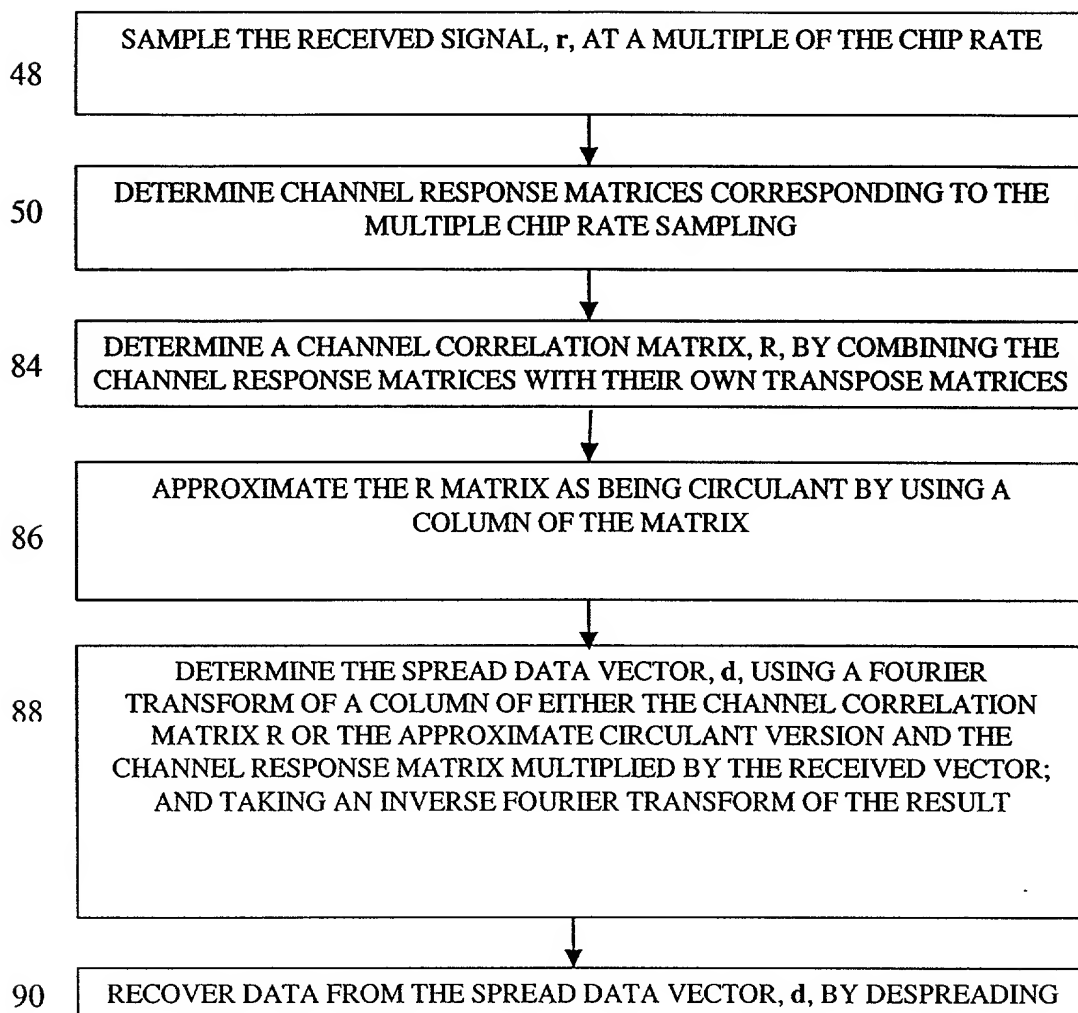 48
SAMPLE THE RECEIVED SIGNAL, r, AT A MULTIPLE OF THE CHIP RATE
50
DETERMINE CHANNEL RESPONSE MATRICES CORRESPONDING TO THE
MULTIPLE CHIP RATE SAMPLING
84
DETERMINE A CHANNEL CORRELATION MATRIX, R, BY COMBINING THE
CHANNEL RESPONSE MATRICES WITH THEIR OWN TRANSPOSE MATRICES
86
APPROXIMATE THE R MATRIX AS BEING CIRCULANT BY USING A
COLUMN OF THE MATRIX
88
DETERMINE THE SPREAD DATA VECTOR, d, USING A FOURIER
TRANSFORM OF A COLUMN OF EITHER THE CHANNEL CORRELATION
MATRIX R OR THE APPROXIMATE CIRCULANT VERSION AND THE
CHANNEL RESPONSE MATRIX MULTIPLIED BY THE RECEIVED VECTOR;
AND TAKING AN INVERSE FOURIER TRANSFORM OF THE RESULT
90
RECOVER DATA FROM THE SPREAD DATA VECTOR, d, BY DESPREADING